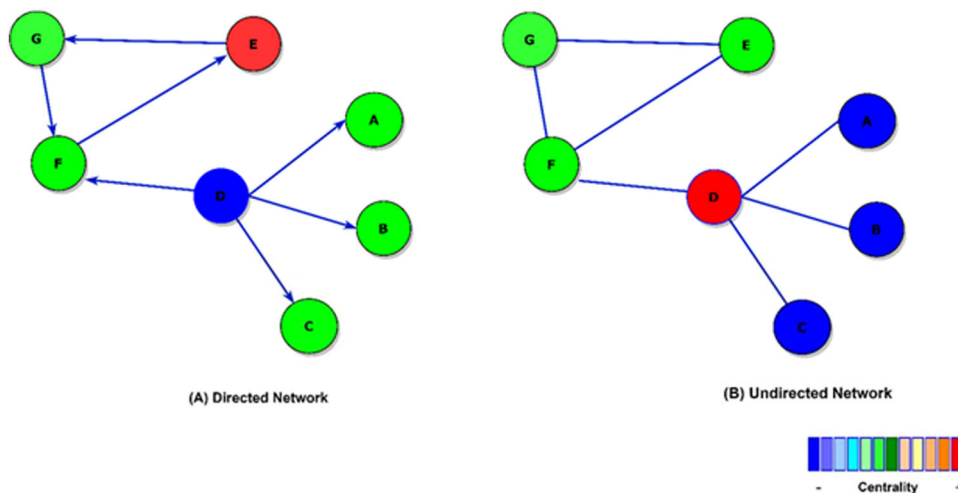 G
E
A
F
D
B
C
(A) Directed Network
G
E
A
F
D
B
C
(B) Undirected Network
- Centrality +